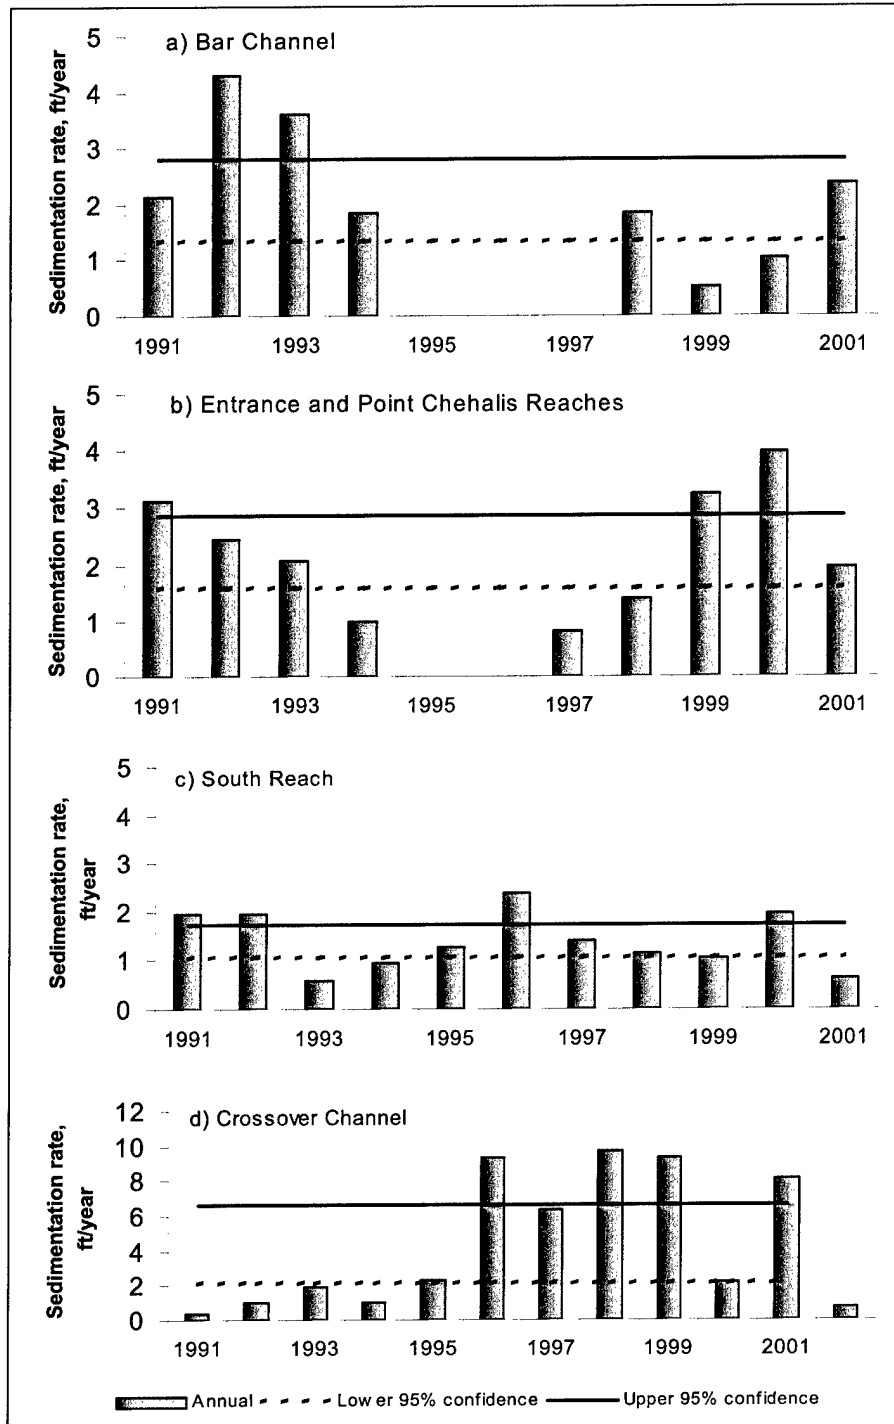 a) Bar Channel
Sedimentation rate, ft/year
5
4
3
2
1
0
1991 1993 1995 1997 1999 2001
b) Entrance and Point Chehalis Reaches
Sedimentation rate, ft/year
5
4
3
2
1
0
1991 1993 1995 1997 1999 2001
c) South Reach
Sedimentation rate,
ft/year
5
4
3
2
1
0
1991 1993 1995 1997 1999 2001
d) Crossover Channel
Sedimentation rate,
ft/year
12
10
8
6
4
2
0
1991 1993 1995 1997 1999 2001
Annual Lower 95% confidence Upper 95% confidence